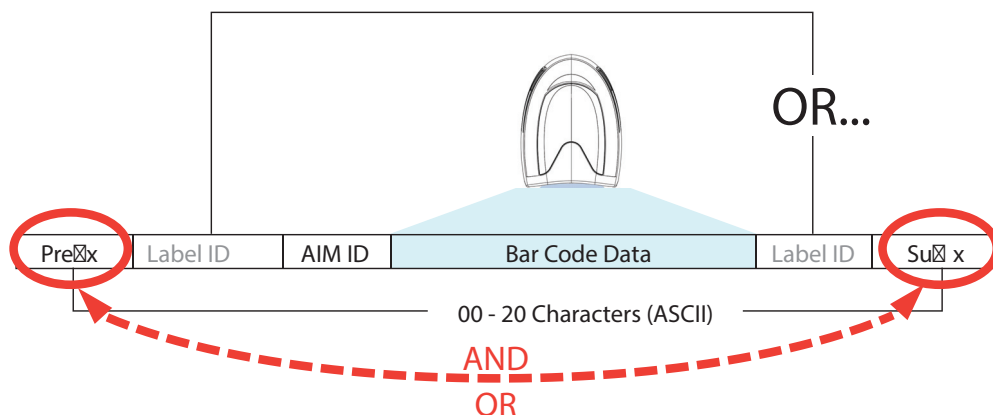 OR...
Pre☒x Label ID AIM ID Bar Code Data Label ID Su☒ x
00 - 20 Characters (ASCII)
AND
OR